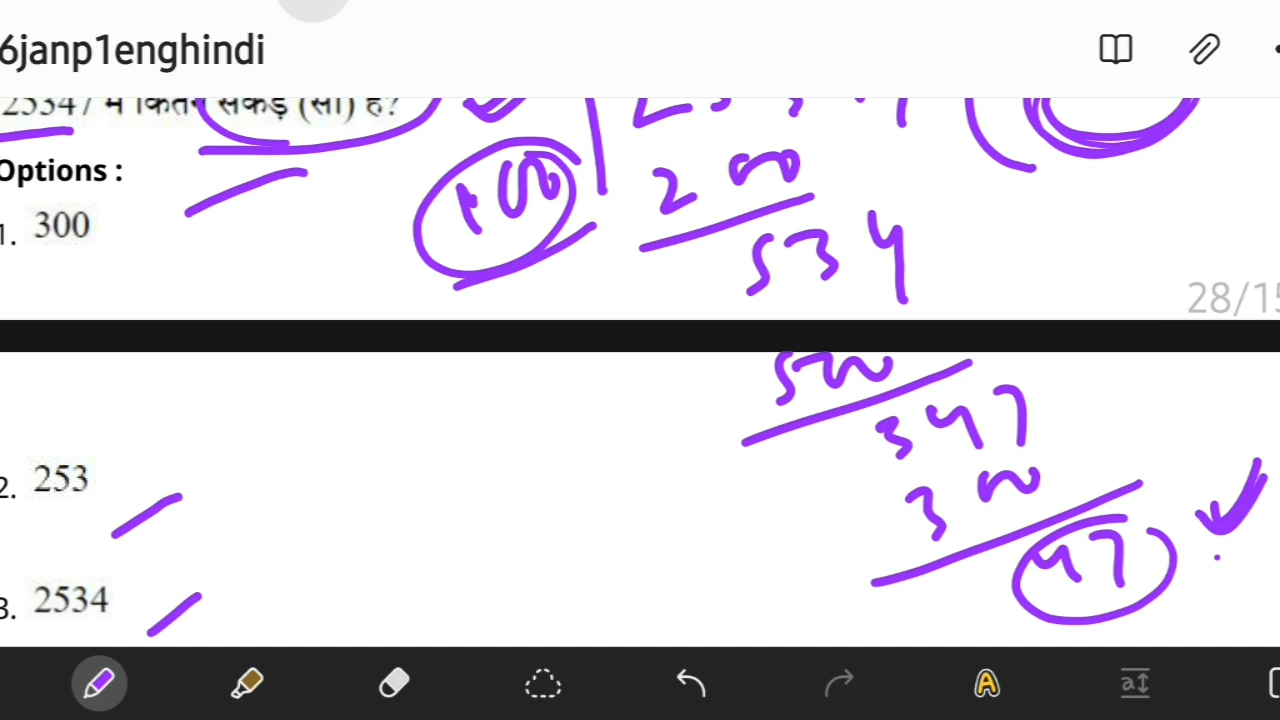 6janp1enghindi
25347 में कितने सैकड़े (सौ) है?
Options :
100
200
1. 300
534
28/15
500
347
2. 253
300
47
3. 2534
A
a